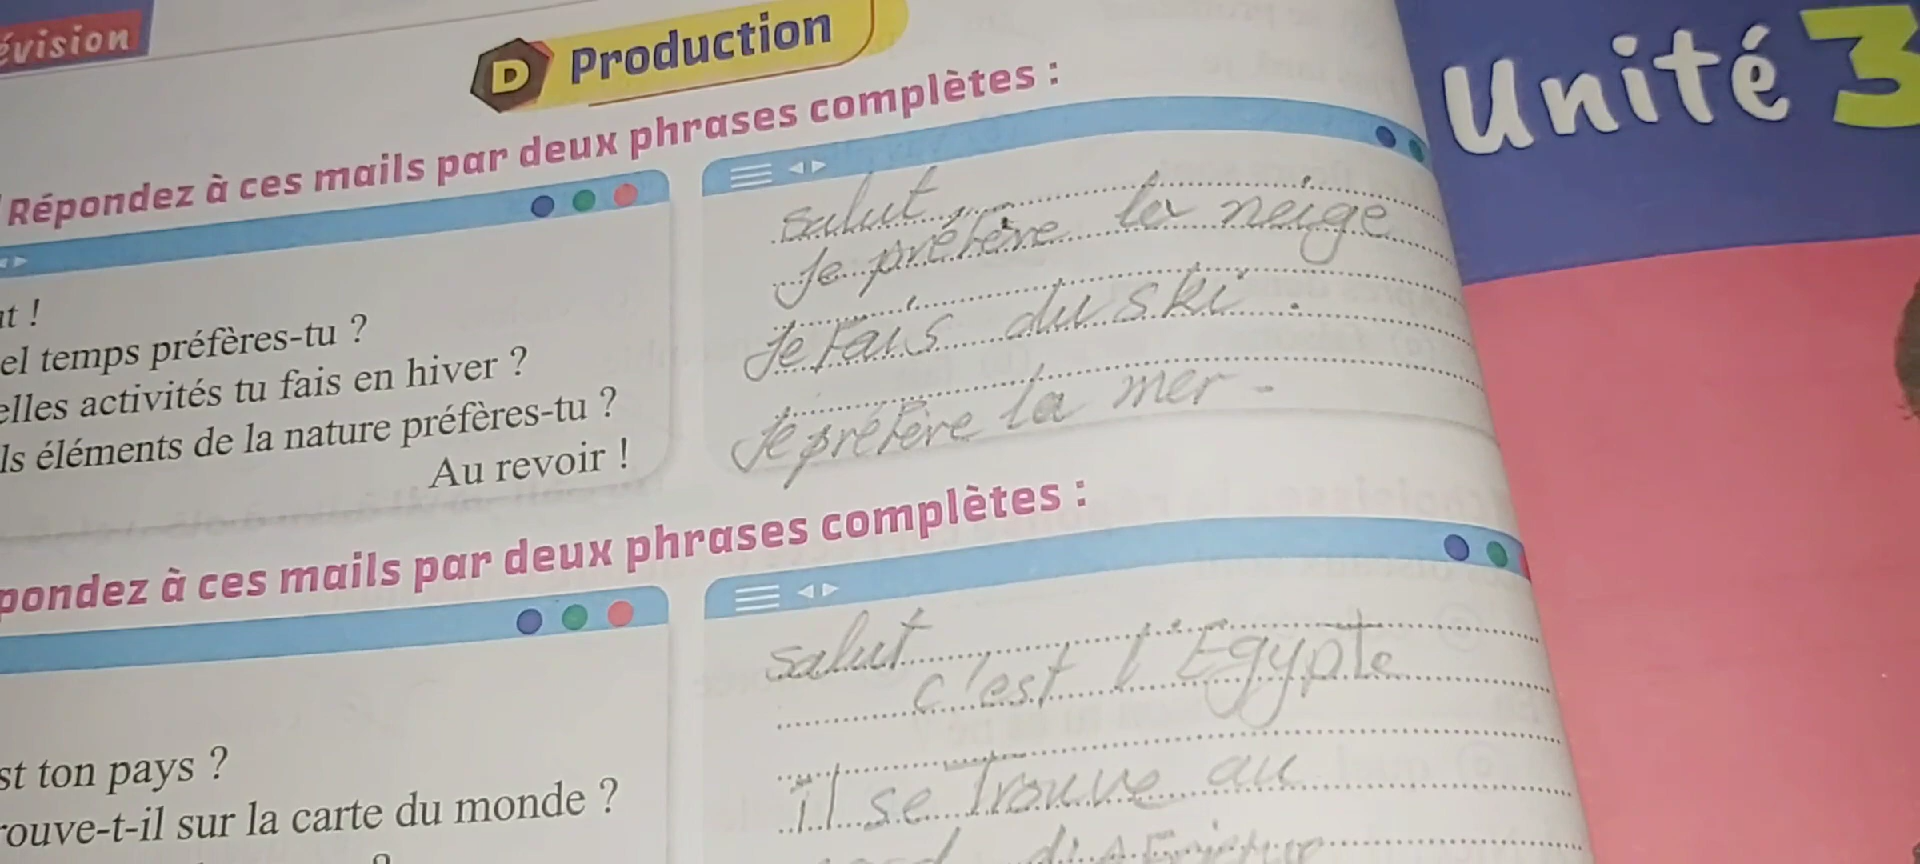 évision
D Production
Unité 3
Répondez à ces mails par deux phrases complètes :
t !
el temps préfères-tu ?
elles activités tu fais en hiver ?
ls éléments de la nature préfères-tu ?
Au revoir !
salut
Je préfère la neige
Je fais du ski.
Je préfère la mer.
pondez à ces mails par deux phrases complètes :
st ton pays ?
rouve-t-il sur la carte du monde ?
salut
c'est l'Egypte
il se trouve au